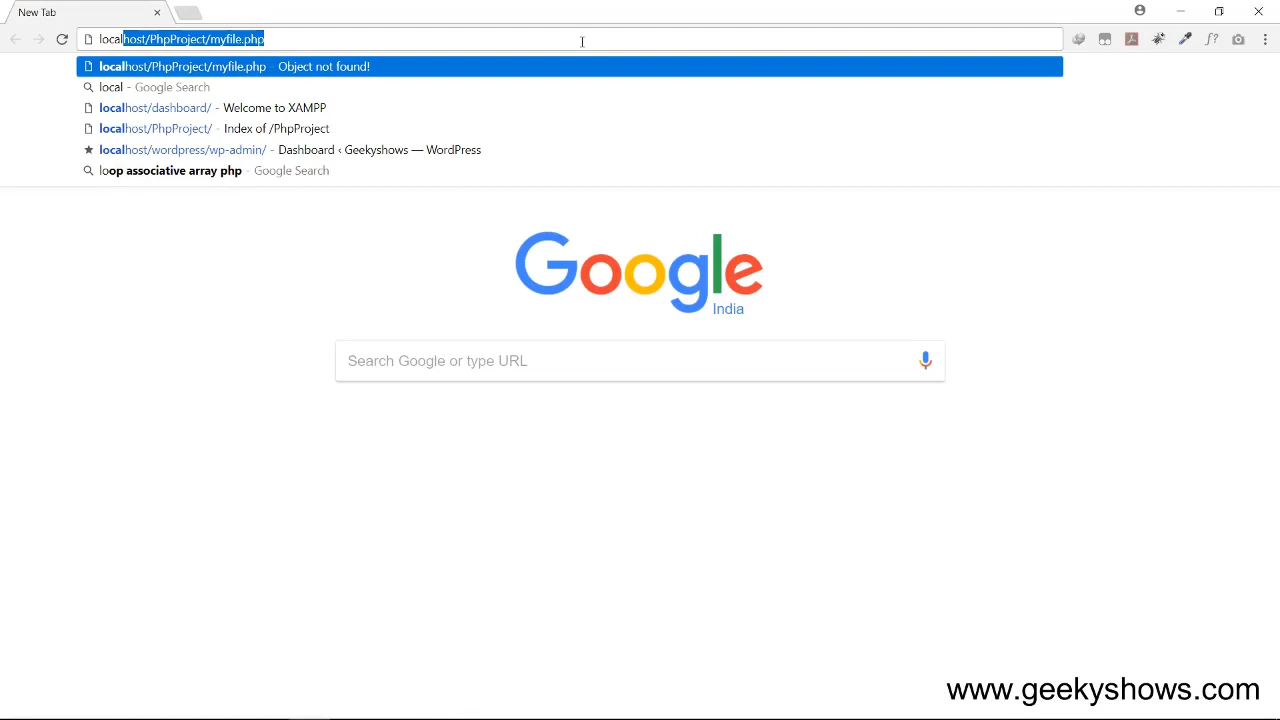 New Tab
localhost/PhpProject/myfile.php
localhost/PhpProject/myfile.php - Object not found!
local - Google Search
localhost/dashboard/ - Welcome to XAMPP
localhost/PhpProject/ - Index of /PhpProject
localhost/wordpress/wp-admin/ - Dashboard ‹ Geekyshows — WordPress
loop associative array php - Google Search
Google
India
Search Google or type URL
www.geekyshows.com